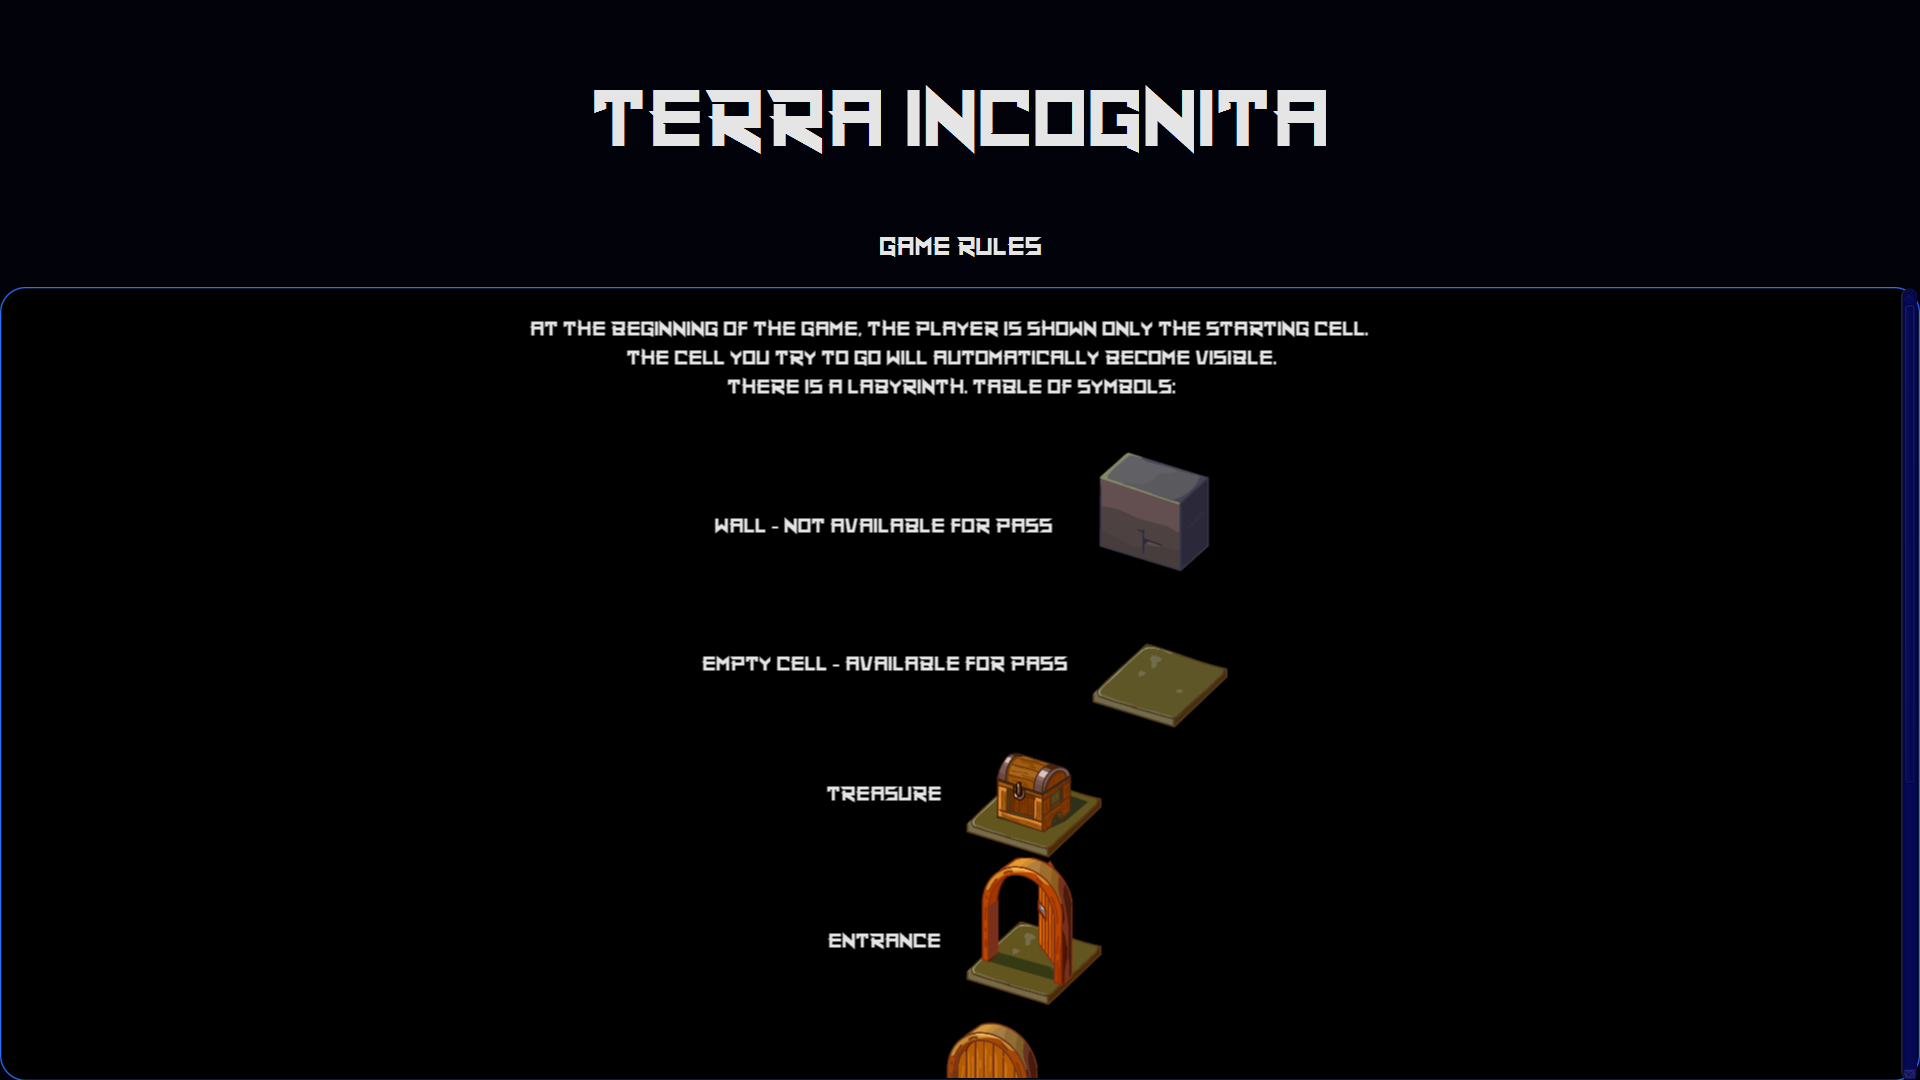 TERRA INCOGNITA
GAME RULES
AT THE BEGINNING OF THE GAME, THE PLAYER IS SHOWN ONLY THE STARTING CELL.
THE CELL YOU TRY TO GO WILL AUTOMATICALLY BECOME VISIBLE.
THERE IS A LABYRINTH. TABLE OF SYMBOLS:
WALL - NOT AVAILABLE FOR PASS
EMPTY CELL - AVAILABLE FOR PASS
TREASURE
ENTRANCE